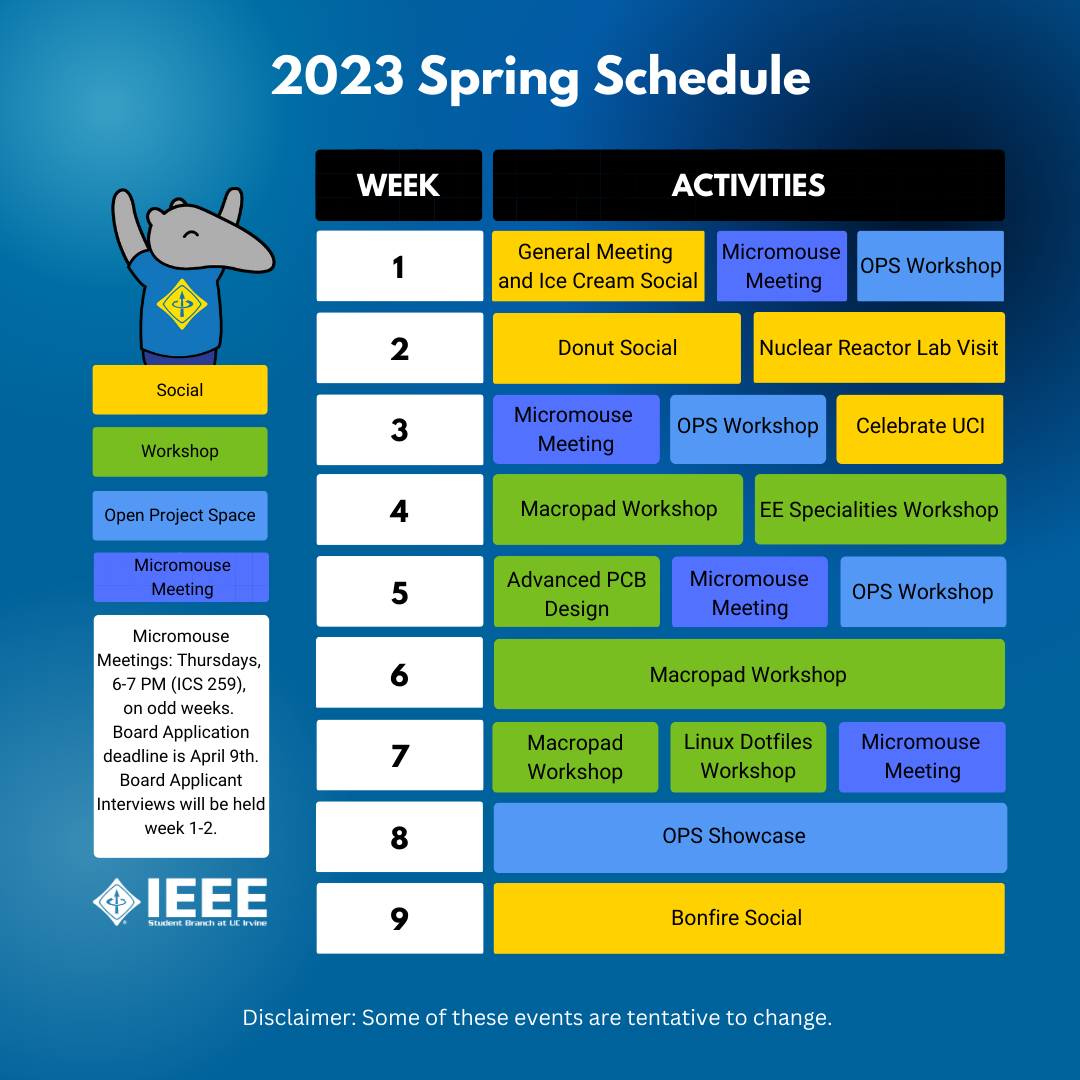 2023 Spring Schedule
WEEK
ACTIVITIES
1
General Meeting
and Ice Cream Social
Micromouse
Meeting
OPS Workshop
2
Donut Social
Nuclear Reactor Lab Visit
3
Micromouse
Meeting
OPS Workshop
Celebrate UCI
4
Macropad Workshop
EE Specialities Workshop
5
Advanced PCB
Design
Micromouse
Meeting
OPS Workshop
6
Macropad Workshop
7
Macropad
Workshop
Linux Dotfiles
Workshop
Micromouse
Meeting
8
OPS Showcase
9
Bonfire Social
Social
Workshop
Open Project Space
Micromouse
Meeting
Micromouse
Meetings: Thursdays,
6-7 PM (ICS 259),
on odd weeks.
Board Application
deadline is April 9th.
Board Applicant
Interviews will be held
week 1-2.
IEEE
Student Branch at UC Irvine
Disclaimer: Some of these events are tentative to change.